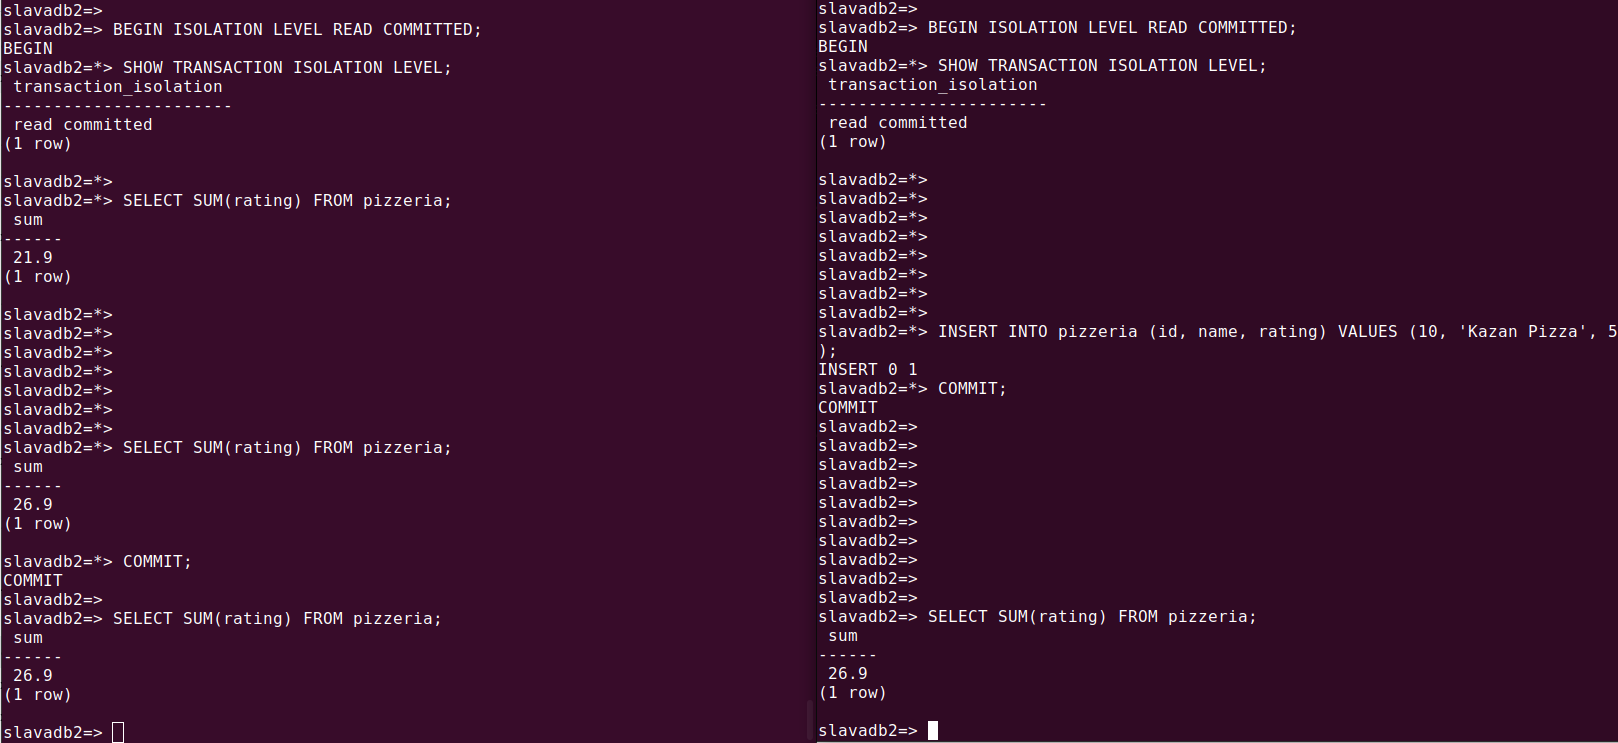 slavadb2=>
slavadb2=> BEGIN ISOLATION LEVEL READ COMMITTED;
BEGIN
slavadb2=*> SHOW TRANSACTION ISOLATION LEVEL;
 transaction_isolation
-----------------------
 read committed
(1 row)

slavadb2=*>
slavadb2=*> SELECT SUM(rating) FROM pizzeria;
 sum
------
 21.9
(1 row)

slavadb2=*>
slavadb2=*>
slavadb2=*>
slavadb2=*>
slavadb2=*>
slavadb2=*>
slavadb2=*>
slavadb2=*> SELECT SUM(rating) FROM pizzeria;
 sum
------
 26.9
(1 row)

slavadb2=*> COMMIT;
COMMIT
slavadb2=>
slavadb2=> SELECT SUM(rating) FROM pizzeria;
 sum
------
 26.9
(1 row)

slavadb2=>
slavadb2=>
slavadb2=> BEGIN ISOLATION LEVEL READ COMMITTED;
BEGIN
slavadb2=*> SHOW TRANSACTION ISOLATION LEVEL;
 transaction_isolation
-----------------------
 read committed
(1 row)

slavadb2=*>
slavadb2=*>
slavadb2=*>
slavadb2=*>
slavadb2=*>
slavadb2=*>
slavadb2=*>
slavadb2=*>
slavadb2=*> INSERT INTO pizzeria (id, name, rating) VALUES (10, 'Kazan Pizza', 5
);
INSERT 0 1
slavadb2=*> COMMIT;
COMMIT
slavadb2=>
slavadb2=>
slavadb2=>
slavadb2=>
slavadb2=>
slavadb2=>
slavadb2=>
slavadb2=>
slavadb2=>
slavadb2=>
slavadb2=> SELECT SUM(rating) FROM pizzeria;
 sum
------
 26.9
(1 row)

slavadb2=>